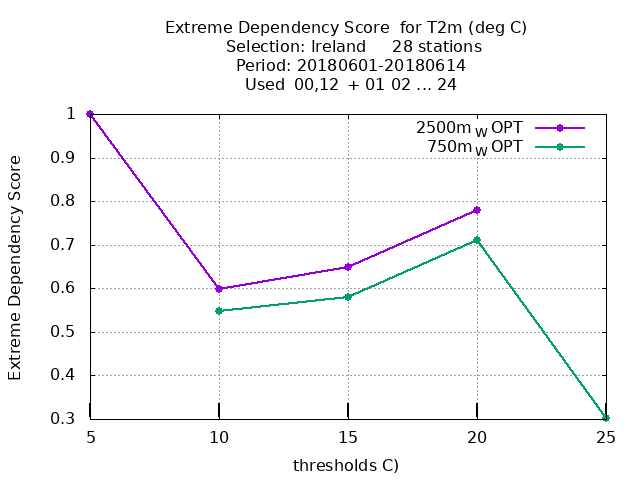 Extreme Dependency Score  for T2m (deg C)
Selection: Ireland     28 stations
Period: 20180601-20180614
Used  00,12  + 01 02 ... 24
2500m_W OPT
750m_W OPT
Extreme Dependency Score
1
0.9
0.8
0.7
0.6
0.5
0.4
0.3
5 10 15 20 25
thresholds C)